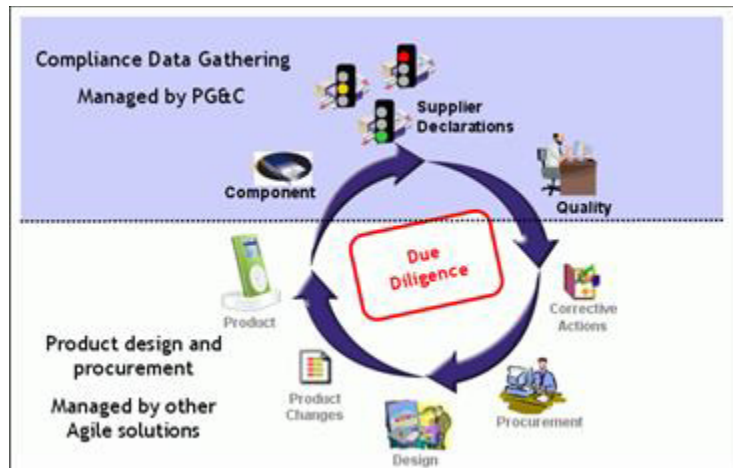 Compliance Data Gathering
Managed by PG&C
Supplier
Declarations
Component
Quality
Due
Diligence
Product
Corrective
Actions
Product design and
procurement
Managed by other
Agile solutions
Product
Changes
Procurement
Design